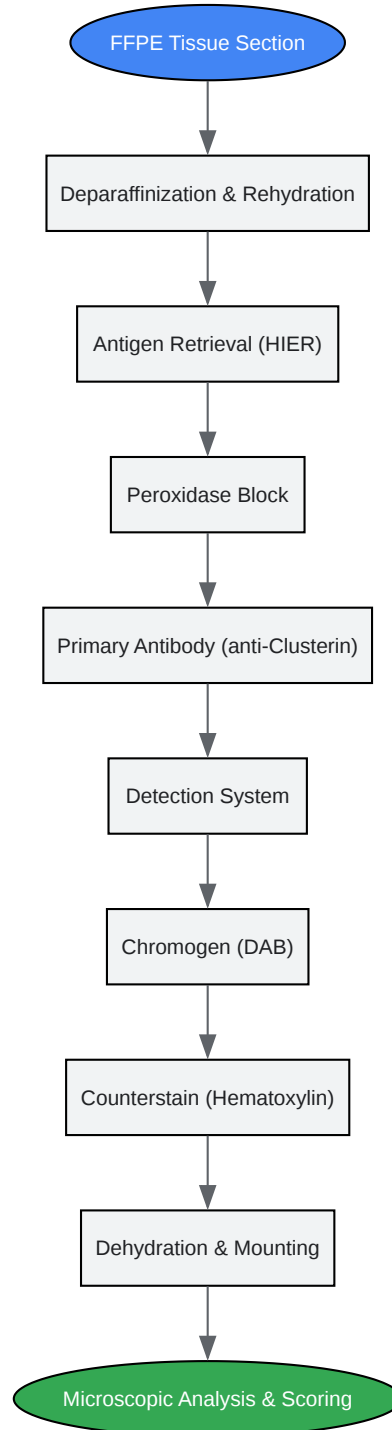 FFPE Tissue Section
Deparaffinization & Rehydration
Antigen Retrieval (HIER)
Peroxidase Block
Primary Antibody (anti-Clusterin)
Detection System
Chromogen (DAB)
Counterstain (Hematoxylin)
Dehydration & Mounting
Microscopic Analysis & Scoring